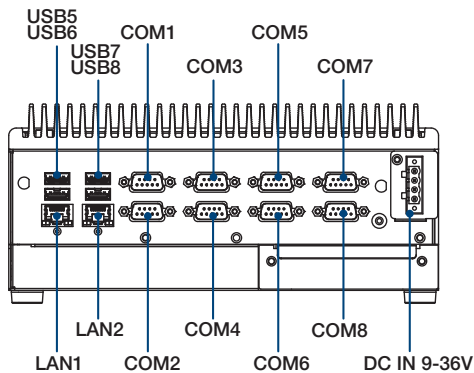 USB5
USB6
USB7
USB8
COM1
COM3
COM5
COM7
LAN1
LAN2
COM2
COM4
COM6
COM8
DC IN 9-36V